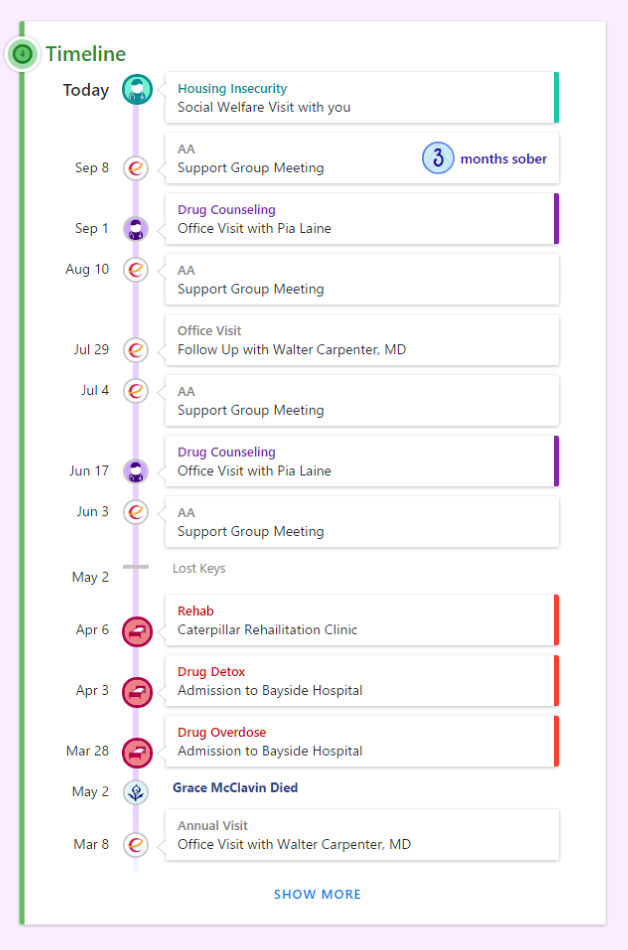 Timeline
Today
Housing Insecurity
Social Welfare Visit with you
Sep 8
AA
Support Group Meeting
3 months sober
Sep 1
Drug Counseling
Office Visit with Pia Laine
Aug 10
AA
Support Group Meeting
Jul 29
Office Visit
Follow Up with Walter Carpenter, MD
Jul 4
AA
Support Group Meeting
Jun 17
Drug Counseling
Office Visit with Pia Laine
Jun 3
AA
Support Group Meeting
May 2
Lost Keys
Apr 6
Rehab
Caterpillar Rehailitation Clinic
Apr 3
Drug Detox
Admission to Bayside Hospital
Mar 28
Drug Overdose
Admission to Bayside Hospital
May 2
Grace McClavin Died
Mar 8
Annual Visit
Office Visit with Walter Carpenter, MD
SHOW MORE